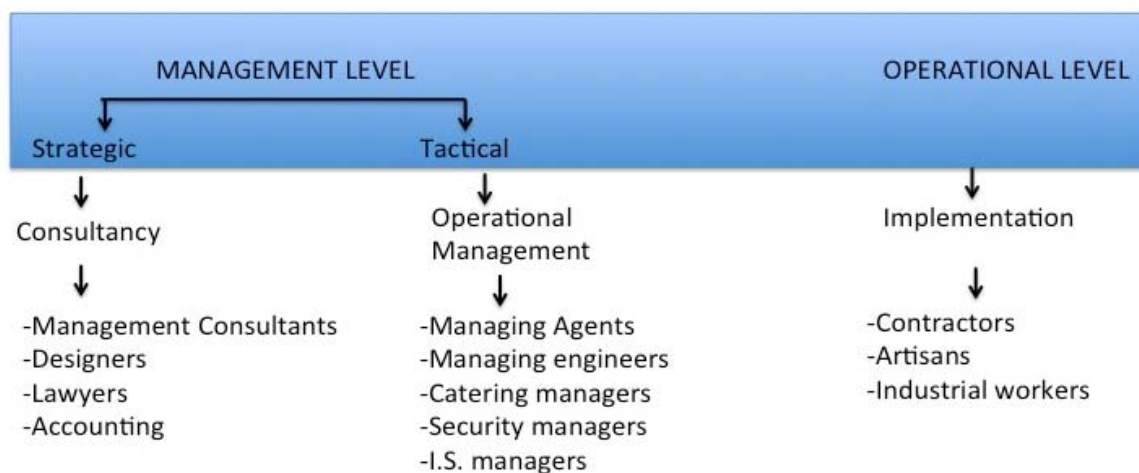 MANAGEMENT LEVEL
OPERATIONAL LEVEL
Strategic
Tactical
Consultancy
Operational
Management
Implementation
-Management Consultants
-Designers
-Lawyers
-Accounting
-Managing Agents
-Managing engineers
-Catering managers
-Security managers
-I.S. managers
-Contractors
-Artisans
-Industrial workers